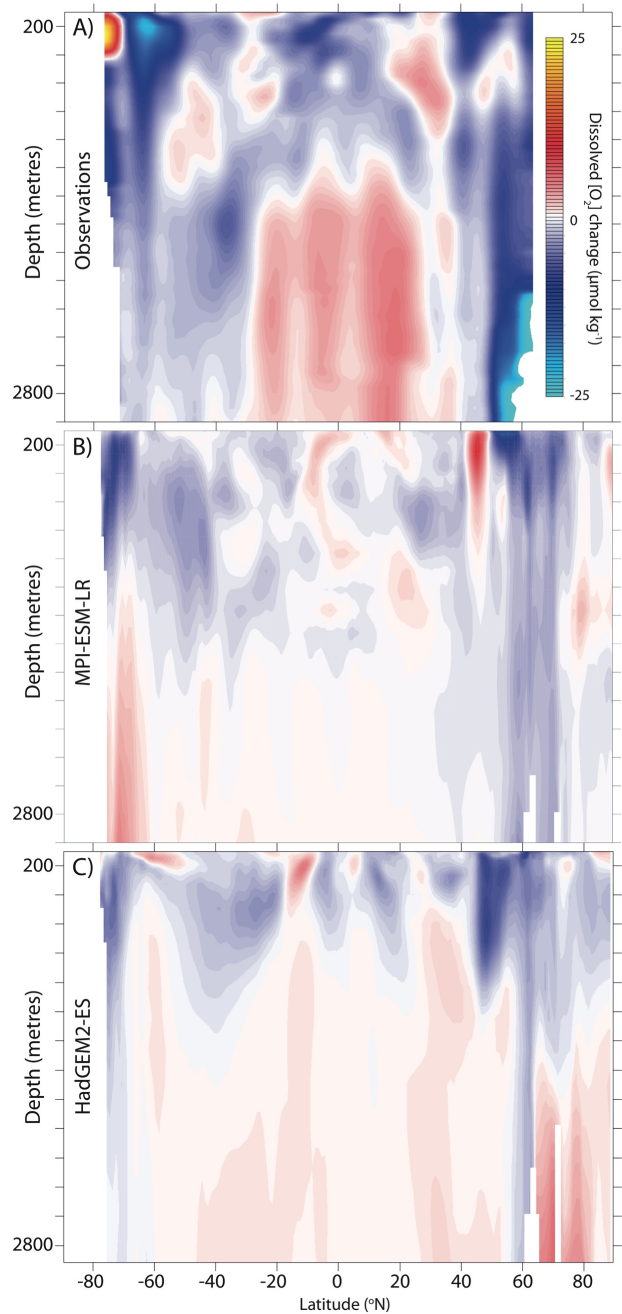 A)
200
2800
Depth (metres)
Observations
25
0
-25
Dissolved [O₂] change (μmol kg⁻¹)
B)
200
2800
Depth (metres)
MPI-ESM-LR
C)
200
2800
Depth (metres)
HadGEM2-ES
-80 -60 -40 -20 0 20 40 60 80
Latitude (°N)